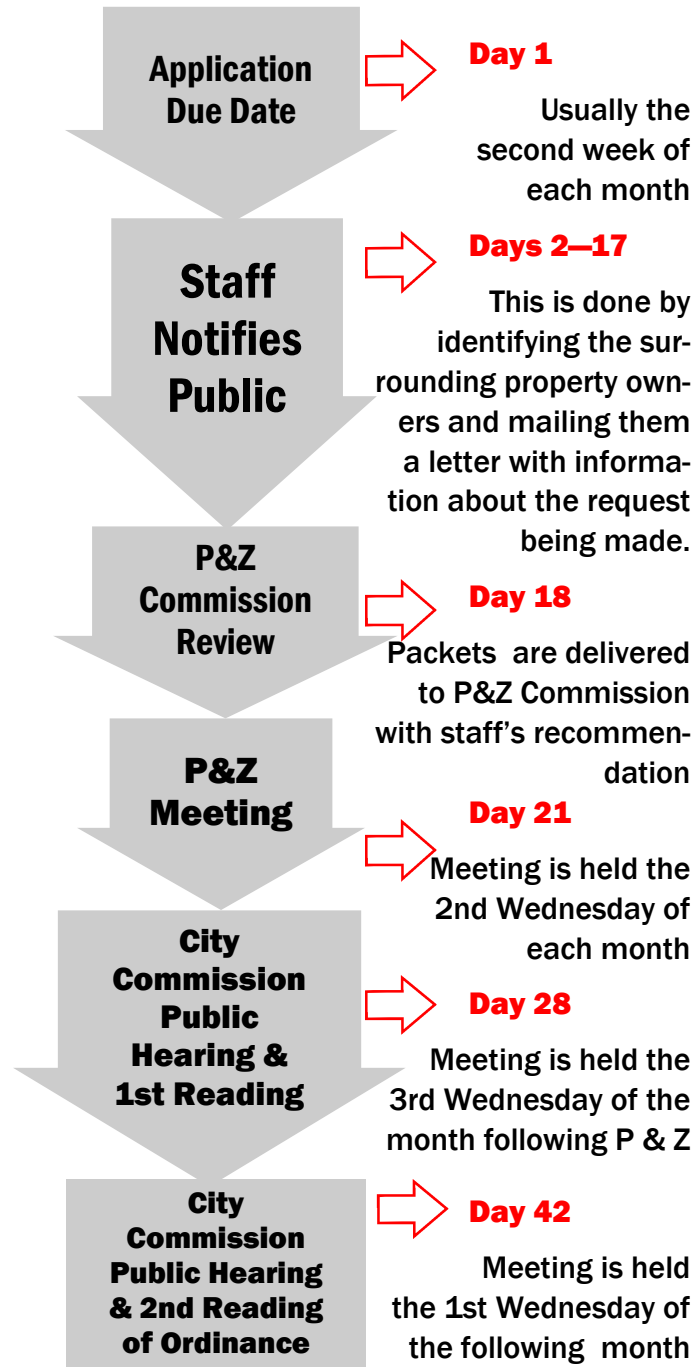 Application
Due Date
Day 1
Usually the
second week of
each month
Staff
Notifies
Public
Days 2—17
This is done by
identifying the sur-
rounding property own-
ers and mailing them
a letter with informa-
tion about the request
being made.
P&Z
Commission
Review
Day 18
Packets are delivered
to P&Z Commission
with staff's recommen-
dation
P&Z
Meeting
Day 21
Meeting is held the
2nd Wednesday of
each month
City
Commission
Public
Hearing &
1st Reading
Day 28
Meeting is held the
3rd Wednesday of the
month following P & Z
City
Commission
Public Hearing
& 2nd Reading
of Ordinance
Day 42
Meeting is held
the 1st Wednesday of
the following month